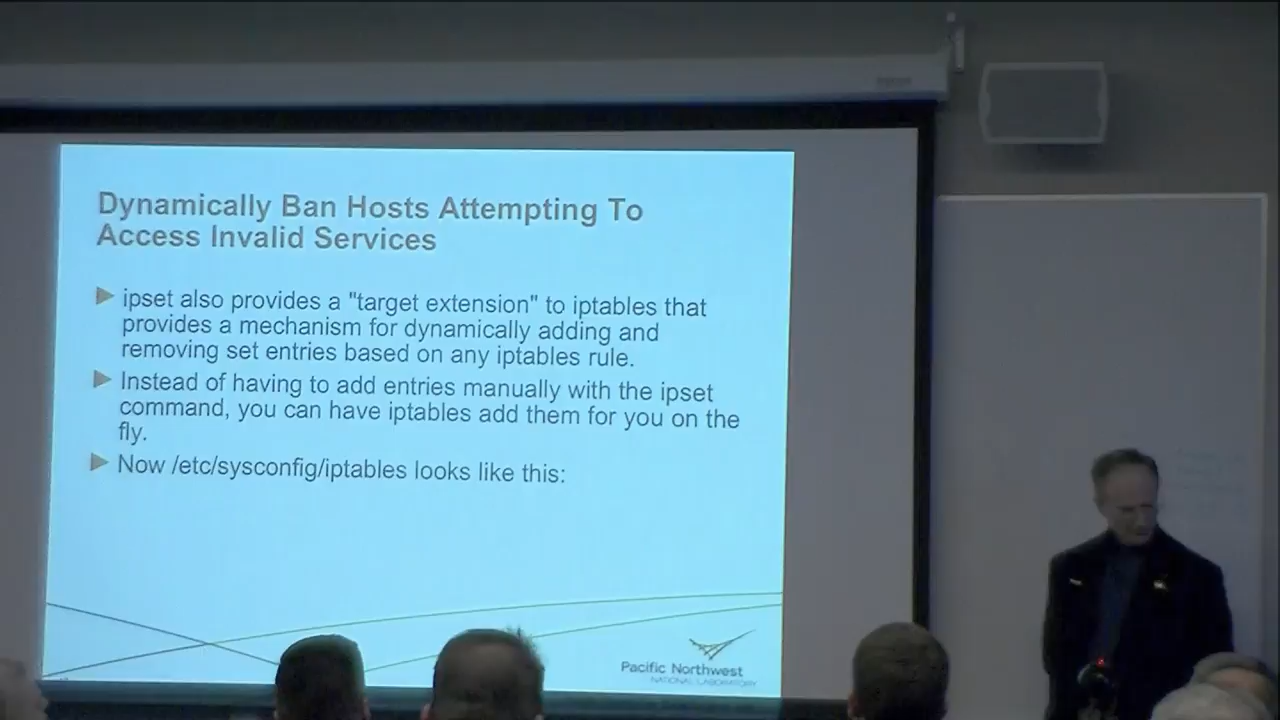 Dynamically Ban Hosts Attempting To
Access Invalid Services
ipset also provides a "target extension" to iptables that
provides a mechanism for dynamically adding and
removing set entries based on any iptables rule.
Instead of having to add entries manually with the ipset
command, you can have iptables add them for you on the
fly.
Now /etc/sysconfig/iptables looks like this:
Pacific Northwest
NATIONAL LABORATORY